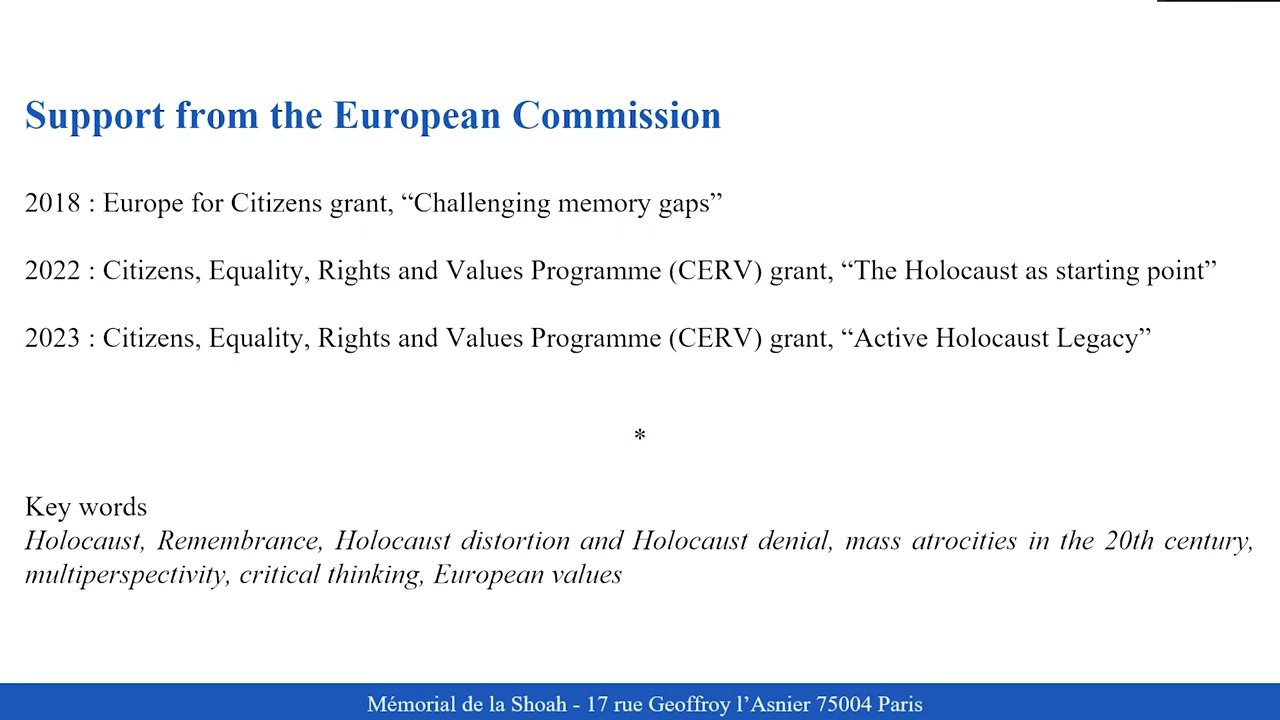 Support from the European Commission
2018 : Europe for Citizens grant, “Challenging memory gaps”
2022 : Citizens, Equality, Rights and Values Programme (CERV) grant, “The Holocaust as starting point”
2023 : Citizens, Equality, Rights and Values Programme (CERV) grant, “Active Holocaust Legacy”
*
Key words
Holocaust, Remembrance, Holocaust distortion and Holocaust denial, mass atrocities in the 20th century,
multiperspectivity, critical thinking, European values
Mémorial de la Shoah - 17 rue Geoffroy l’Asnier 75004 Paris